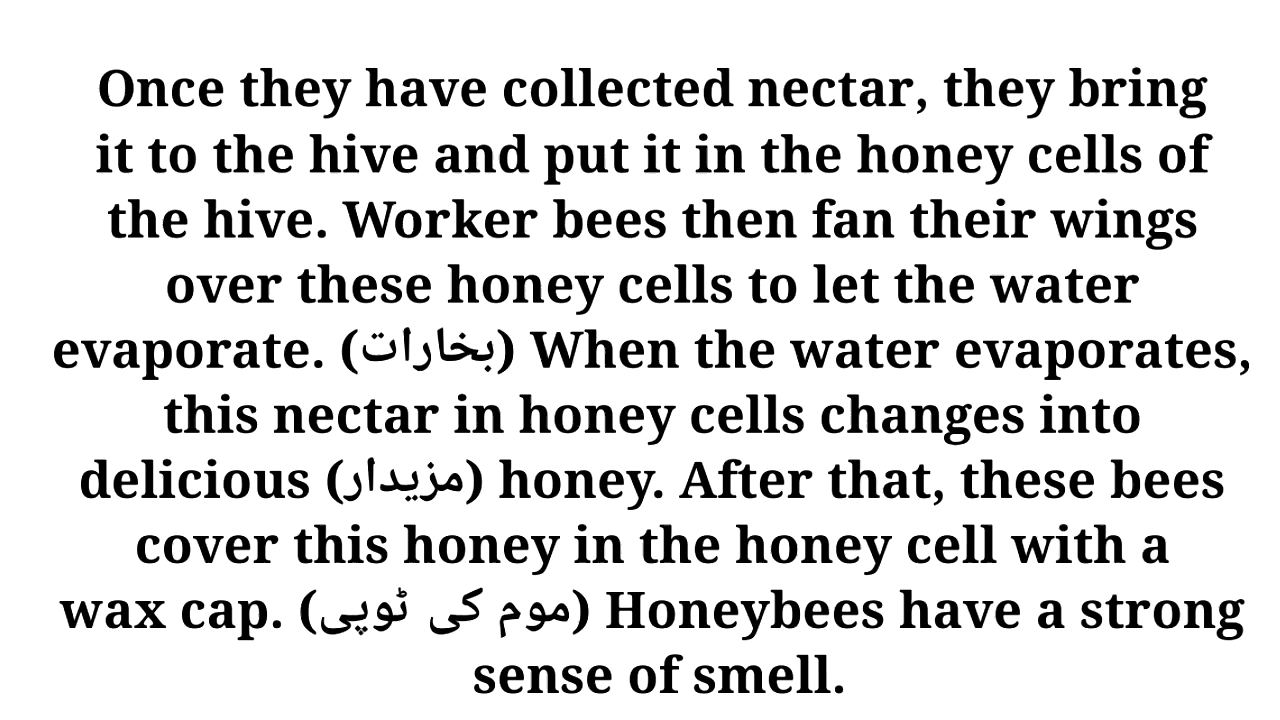 Once they have collected nectar, they bring
it to the hive and put it in the honey cells of
the hive. Worker bees then fan their wings
over these honey cells to let the water
evaporate. (بخارات) When the water evaporates,
this nectar in honey cells changes into
delicious (مزیدار) honey. After that, these bees
cover this honey in the honey cell with a
wax cap. (موم کی ٹوپی) Honeybees have a strong
sense of smell.